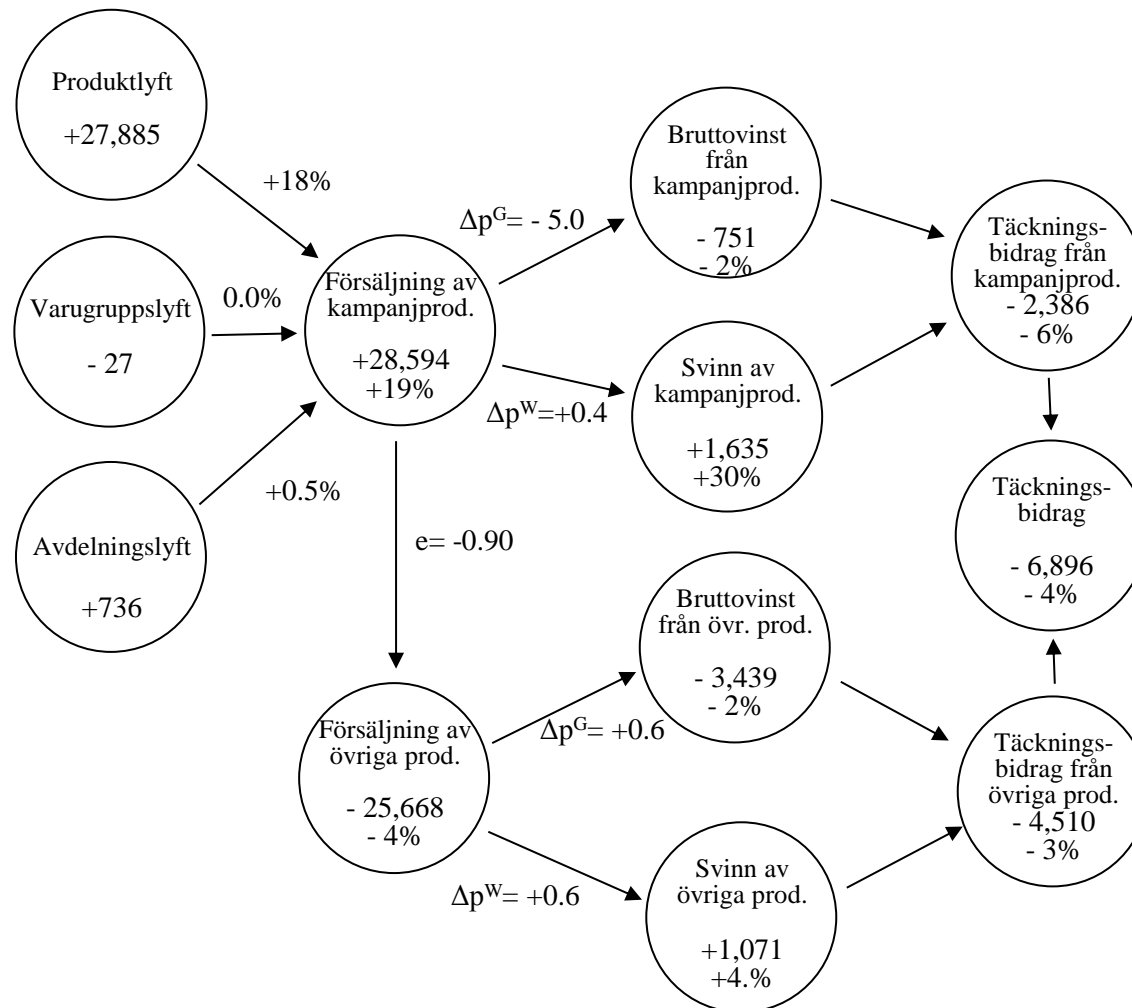 Produktlyft
+27,885
+18%
Varugruppslyft
- 27
0.0%
Avdelningslyft
+736
+0.5%
Försäljning av
kampanjprod.
+28,594
+19%
Δpᴳ= - 5.0
Δpᵂ=+0.4
Bruttovinst
från
kampanjprod.
- 751
- 2%
Svinn av
kampanjprod.
+1,635
+30%
Täcknings-
bidrag från
kampanjprod.
- 2,386
- 6%
Täcknings-
bidrag
- 6,896
- 4%
e= -0.90
Försäljning av
övriga prod.
- 25,668
- 4%
Δpᴳ= +0.6
Δpᵂ= +0.6
Bruttovinst
från övr. prod.
- 3,439
- 2%
Svinn av
övriga prod.
+1,071
+4.%
Täcknings-
bidrag från
övriga prod.
- 4,510
- 3%